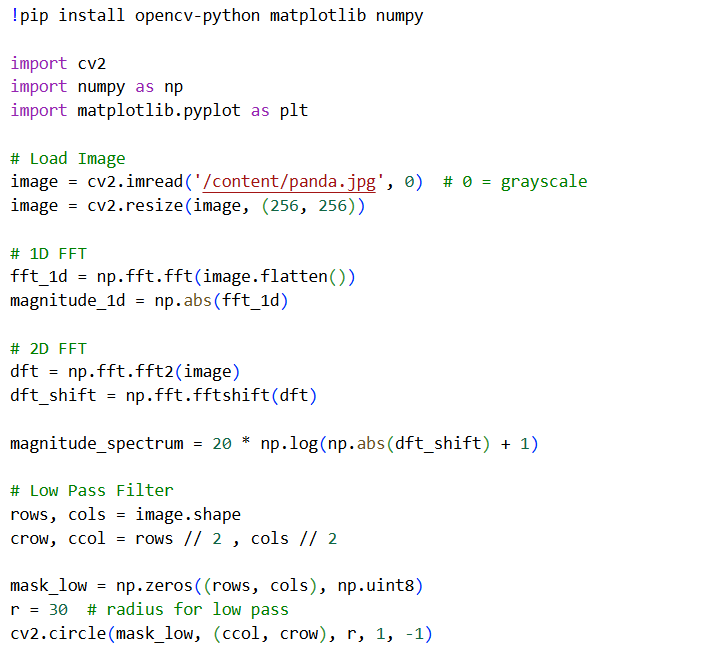 !pip install opencv-python matplotlib numpy
import cv2
import numpy as np
import matplotlib.pyplot as plt
# Load Image
image = cv2.imread('/content/panda.jpg', 0)  # 0 = grayscale
image = cv2.resize(image, (256, 256))
# 1D FFT
fft_1d = np.fft.fft(image.flatten())
magnitude_1d = np.abs(fft_1d)
# 2D FFT
dft = np.fft.fft2(image)
dft_shift = np.fft.fftshift(dft)
magnitude_spectrum = 20 * np.log(np.abs(dft_shift) + 1)
# Low Pass Filter
rows, cols = image.shape
crow, ccol = rows // 2 , cols // 2
mask_low = np.zeros((rows, cols), np.uint8)
r = 30  # radius for low pass
cv2.circle(mask_low, (ccol, crow), r, 1, -1)